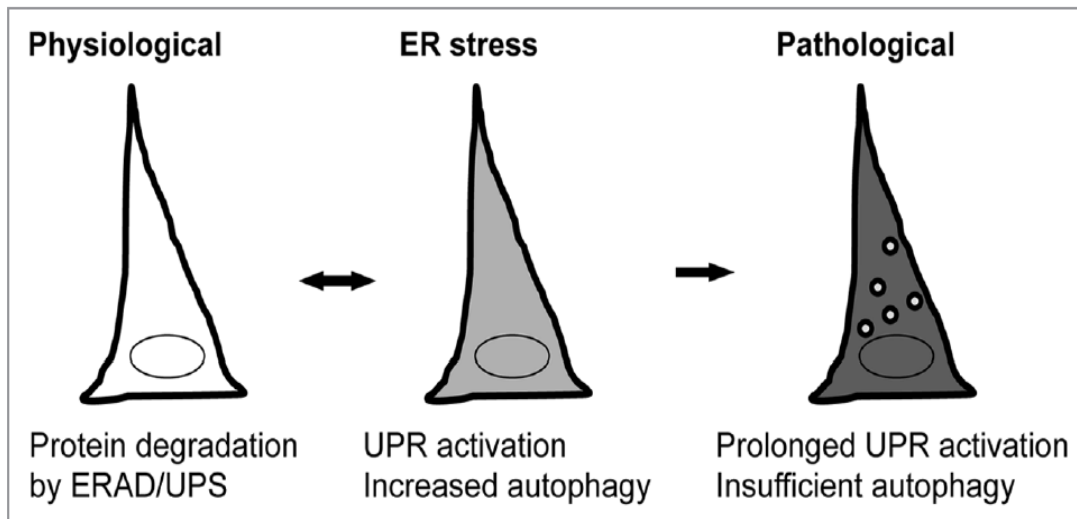 Physiological
ER stress
Pathological
Protein degradation
by ERAD/UPS
UPR activation
Increased autophagy
Prolonged UPR activation
Insufficient autophagy